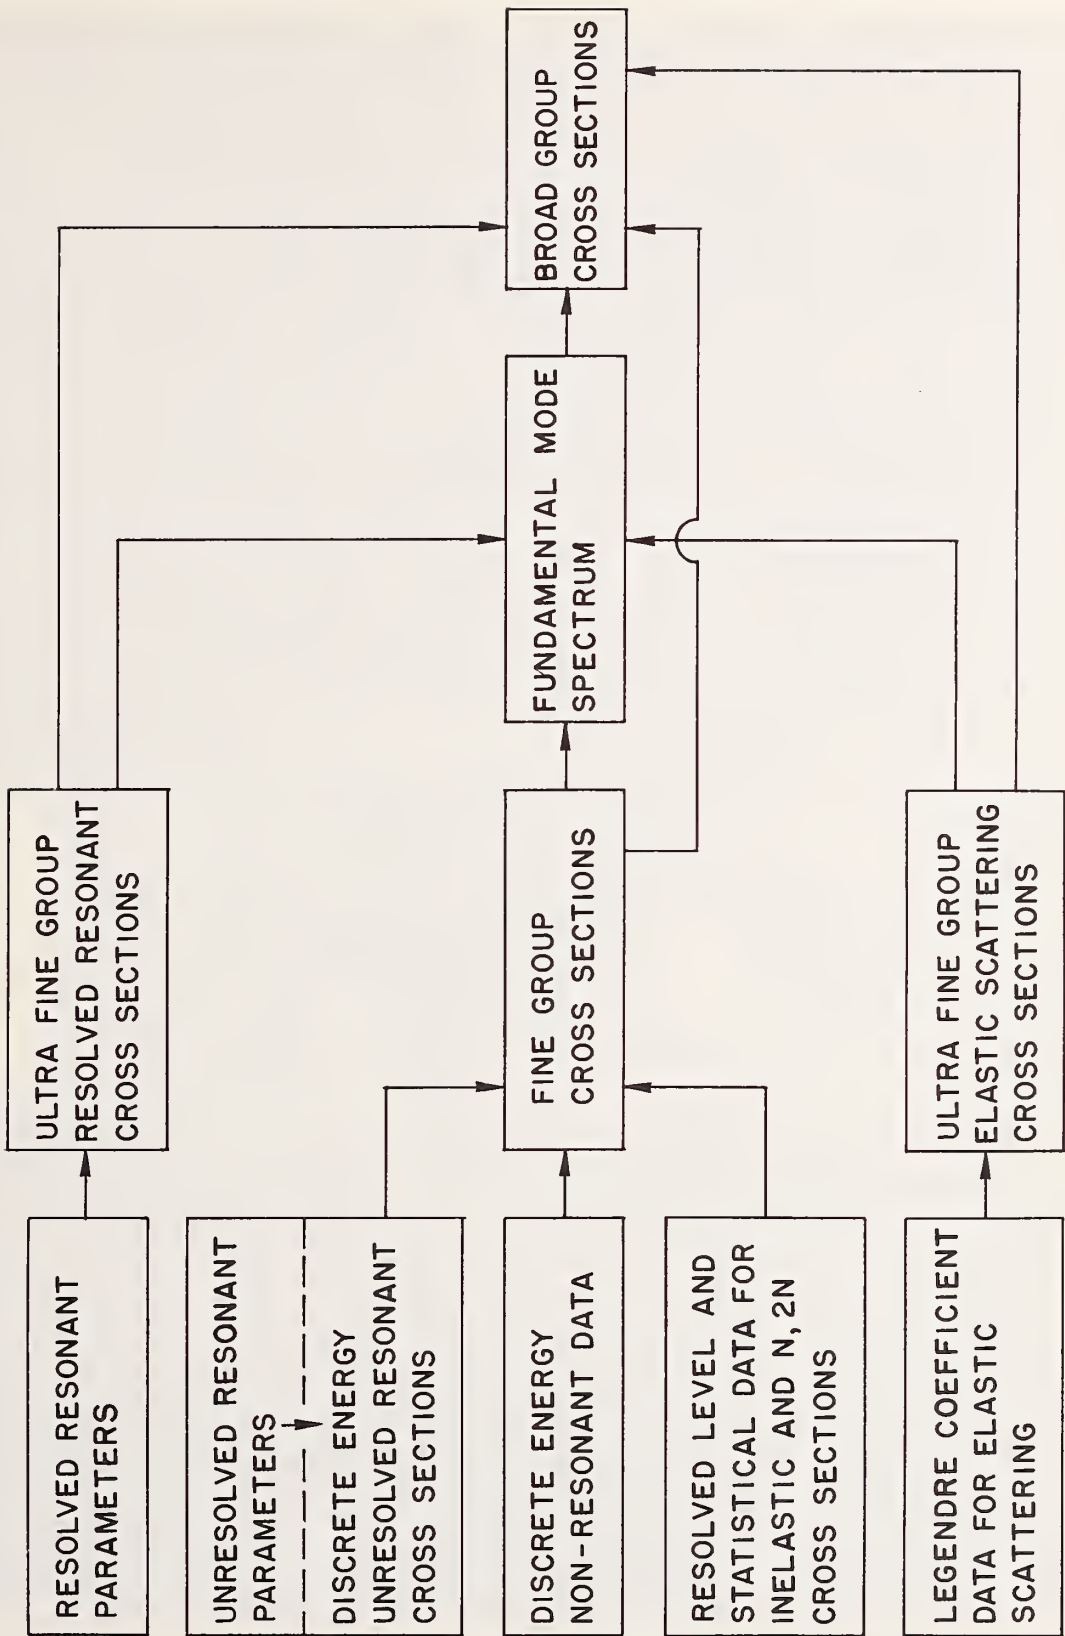 RESOLVED RESONANT
PARAMETERS
UNRESOLVED RESONANT
PARAMETERS
DISCRETE ENERGY
UNRESOLVED RESONANT
CROSS SECTIONS
DISCRETE ENERGY
NON-RESONANT DATA
RESOLVED LEVEL AND
STATISTICAL DATA FOR
INELASTIC AND N, 2N
CROSS SECTIONS
LEGENDRE COEFFICIENT
DATA FOR ELASTIC
SCATTERING
ULTRA FINE GROUP
RESOLVED RESONANT
CROSS SECTIONS
FINE GROUP
CROSS SECTIONS
ULTRA FINE GROUP
ELASTIC SCATTERING
CROSS SECTIONS
FUNDAMENTAL MODE
SPECTRUM
BROAD GROUP
CROSS SECTIONS